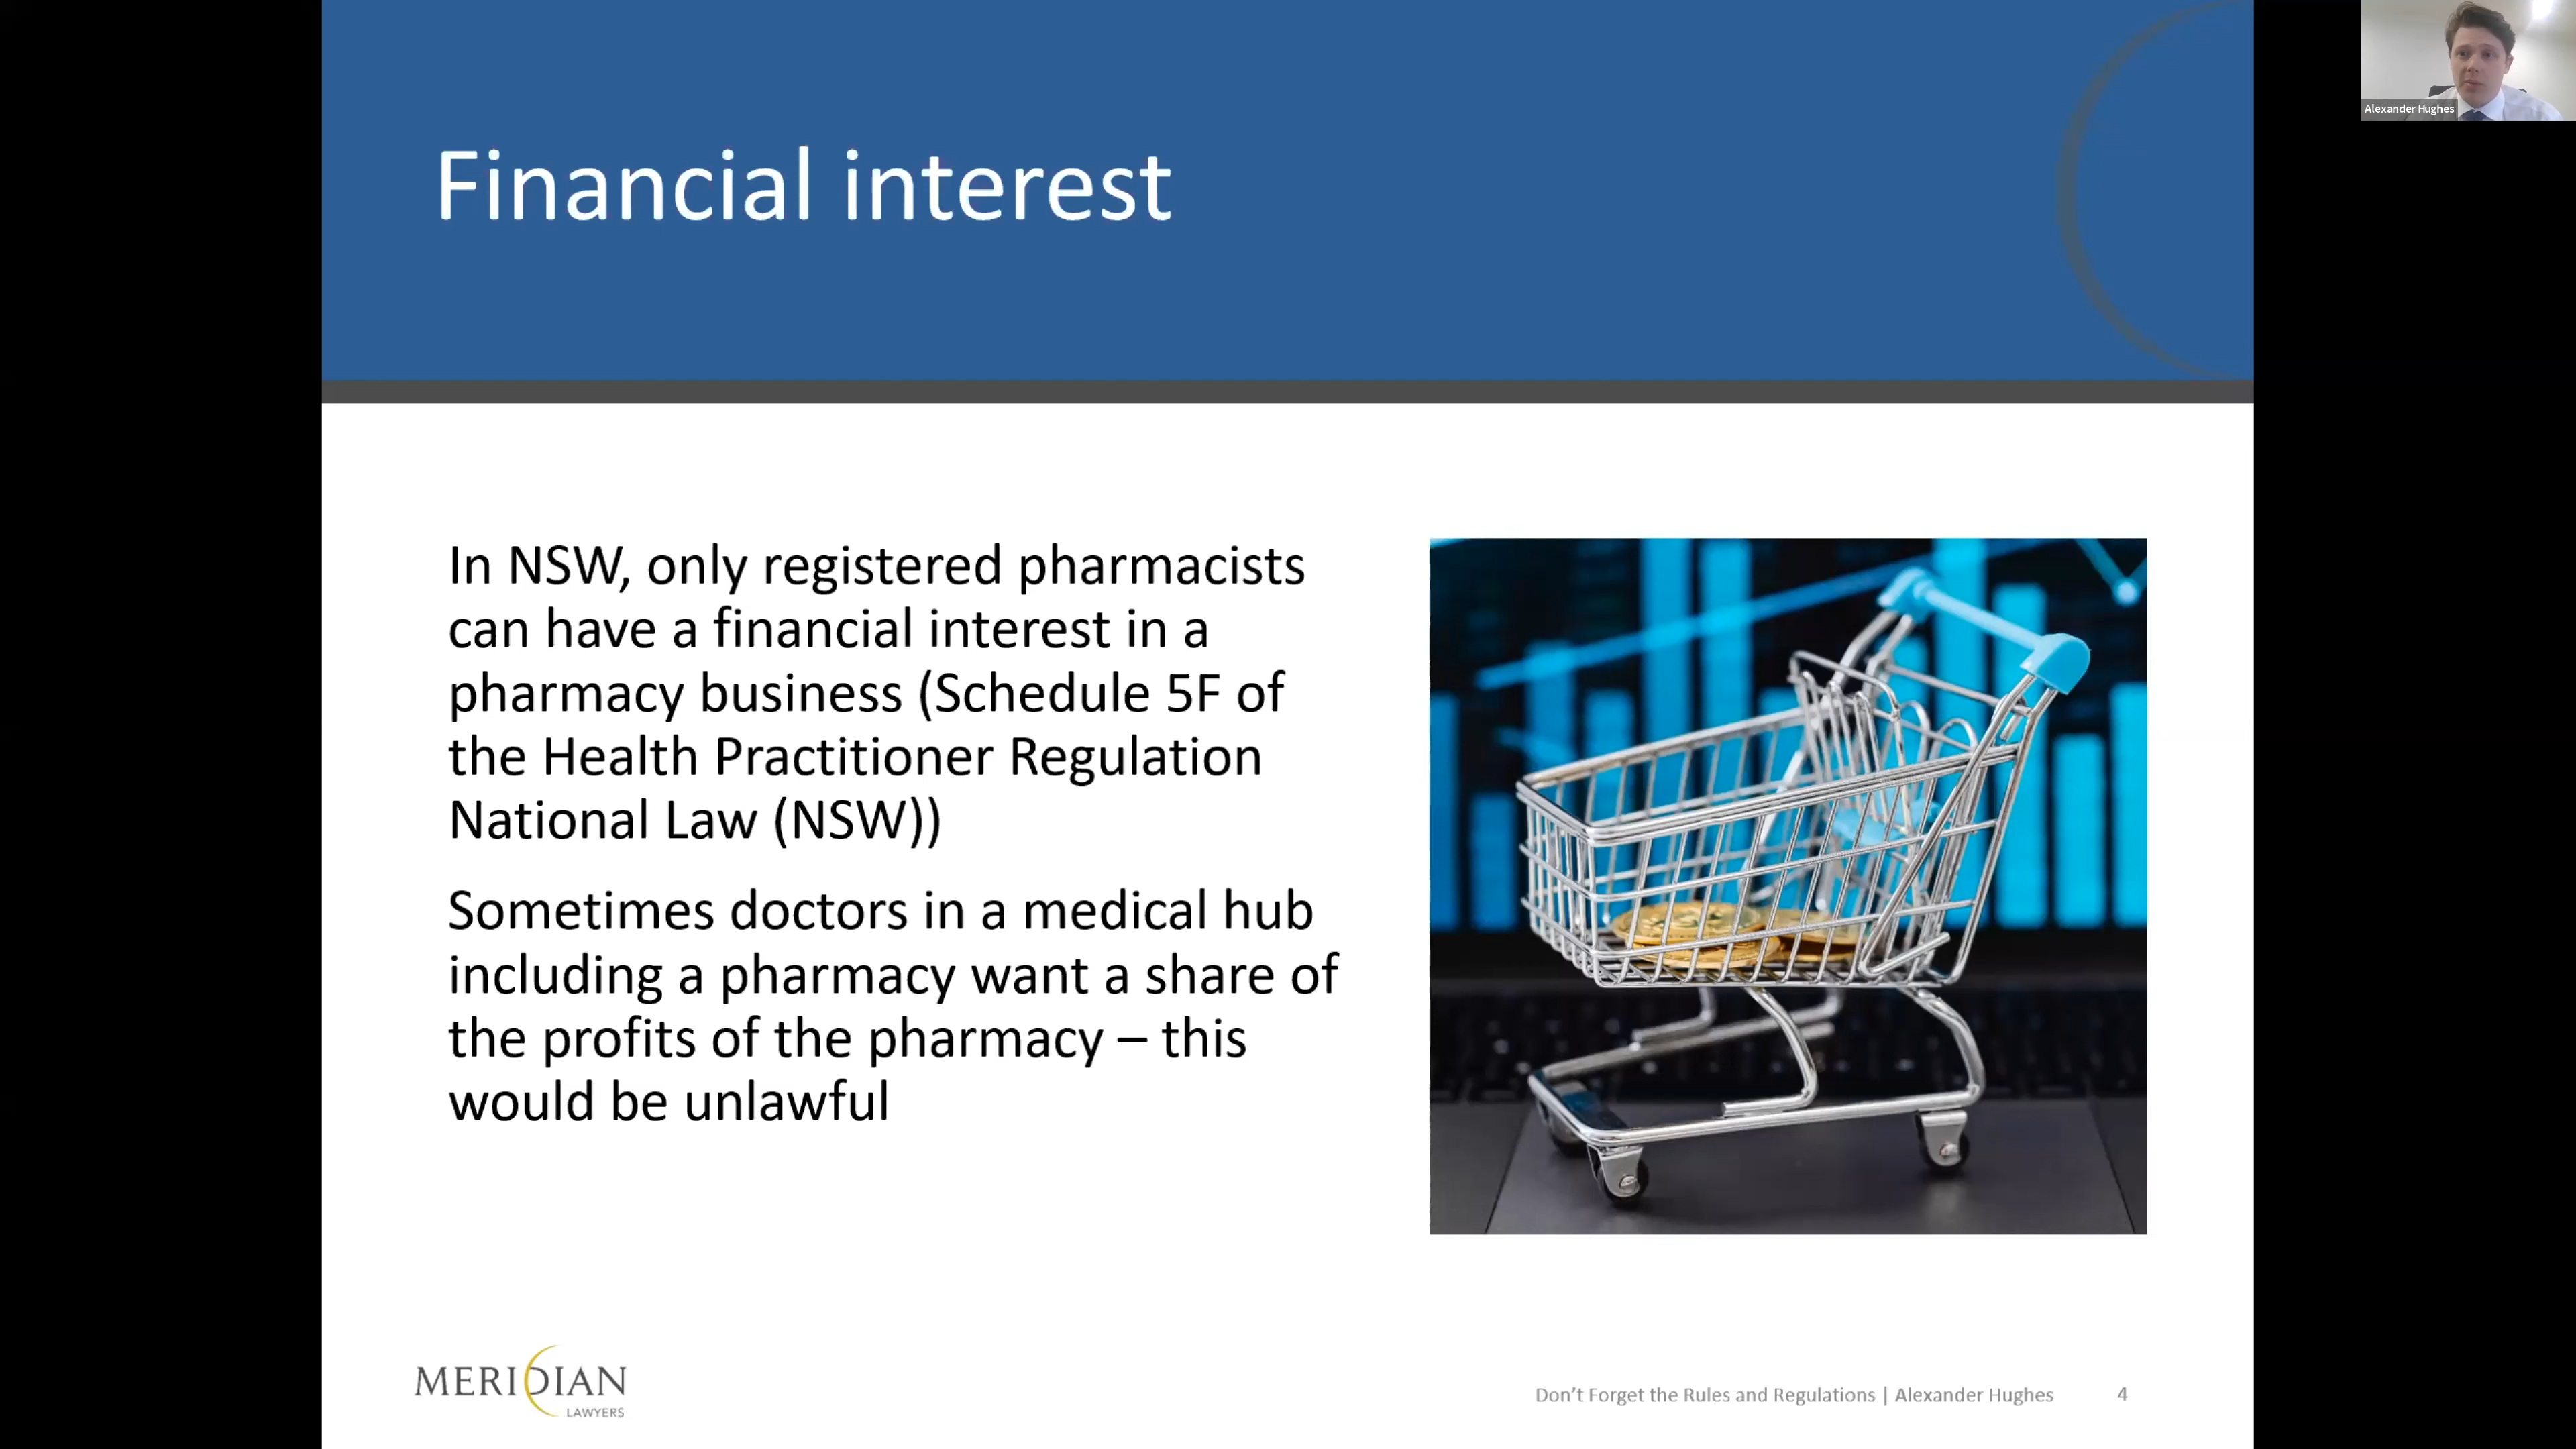 Financial interest
Alexander Hughes
In NSW, only registered pharmacists
can have a financial interest in a
pharmacy business (Schedule 5F of
the Health Practitioner Regulation
National Law (NSW))
Sometimes doctors in a medical hub
including a pharmacy want a share of
the profits of the pharmacy – this
would be unlawful
MERIDIAN
LAWYERS
Don't Forget the Rules and Regulations | Alexander Hughes 4